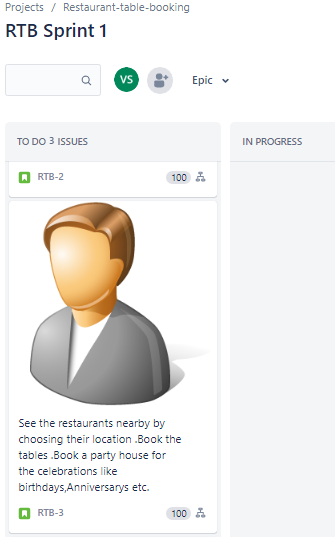 Projects / Restaurant-table-booking
RTB Sprint 1
VS
Epic
TO DO 3 ISSUES
IN PROGRESS
RTB-2
100
See the restaurants nearby by
choosing their location .Book the
tables .Book a party house for
the celebrations like
birthdays,Anniversarys etc.
RTB-3
100